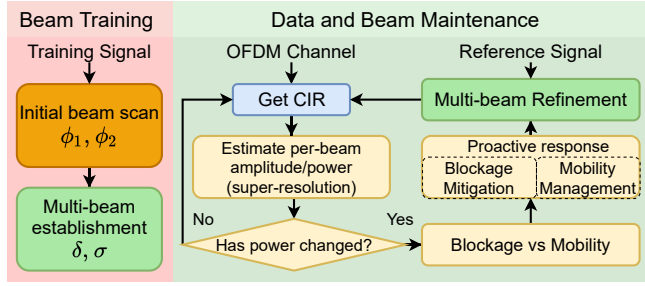 Beam Training
Training Signal
Initial beam scan
ϕ₁, ϕ₂
Multi-beam
establishment
δ, σ
Data and Beam Maintenance
OFDM Channel
Get CIR
Estimate per-beam
amplitude/power
(super-resolution)
No
Has power changed?
Yes
Reference Signal
Multi-beam Refinement
Proactive response
Blockage
Mitigation
Mobility
Management
Blockage vs Mobility